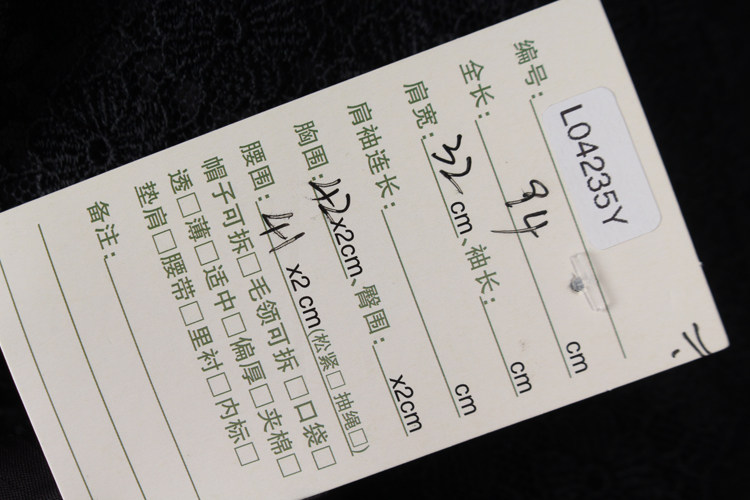 编号: L04235Y
全长: 94 cm
肩宽: 32 cm、袖长: cm
肩袖连长: cm
胸围: 42x2cm、臀围: x2cm
腰围: 41 x2 cm(松紧□ 抽绳□)
帽子可拆□毛领可拆□口袋□
透□薄□适中□偏厚□夹棉□
垫肩□腰带□里衬□内标□
备注: